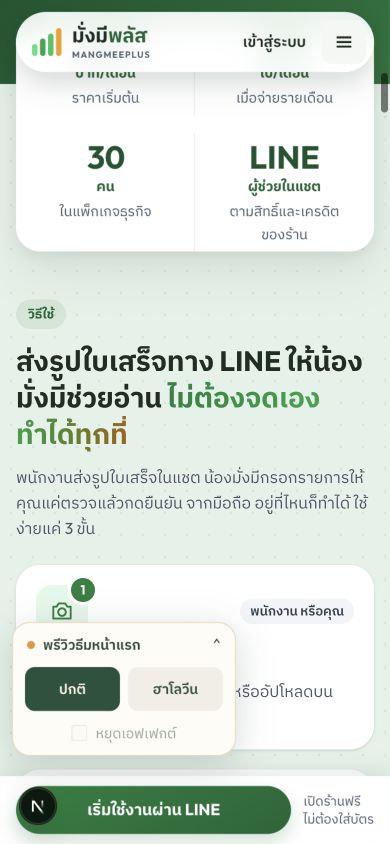 มั่งมีพลัส
MANGMEEPLUS
เข้าสู่ระบบ
บาท/เดือน
ราคาเริ่มต้น
เมื่อจ่ายรายเดือน
30
คน
ในแพ็กเกจธุรกิจ
LINE
ผู้ช่วยในแชต
ตามสิทธิ์และเครดิต
ของร้าน
วิธีใช้
ส่งรูปใบเสร็จทาง LINE ให้น้อง
มั่งมีช่วยอ่าน ไม่ต้องจดเอง
ทำได้ทุกที่
พนักงานส่งรูปใบเสร็จในแชต น้องมั่งมีกรอกรายการให้
คุณแค่ตรวจแล้วกดยืนยัน จากมือถือ อยู่ที่ไหนก็ทำได้ ใช้
ง่ายแค่ 3 ขั้น
1
พนักงาน หรือคุณ
พรีวิวธีมหน้าแรก
ปกติ
ฮาโลวีน
หรืออัปโหลดบน
หยุดเอฟเฟกต์
N
เริ่มใช้งานผ่าน LINE
เปิดร้านฟรี
ไม่ต้องใส่บัตร